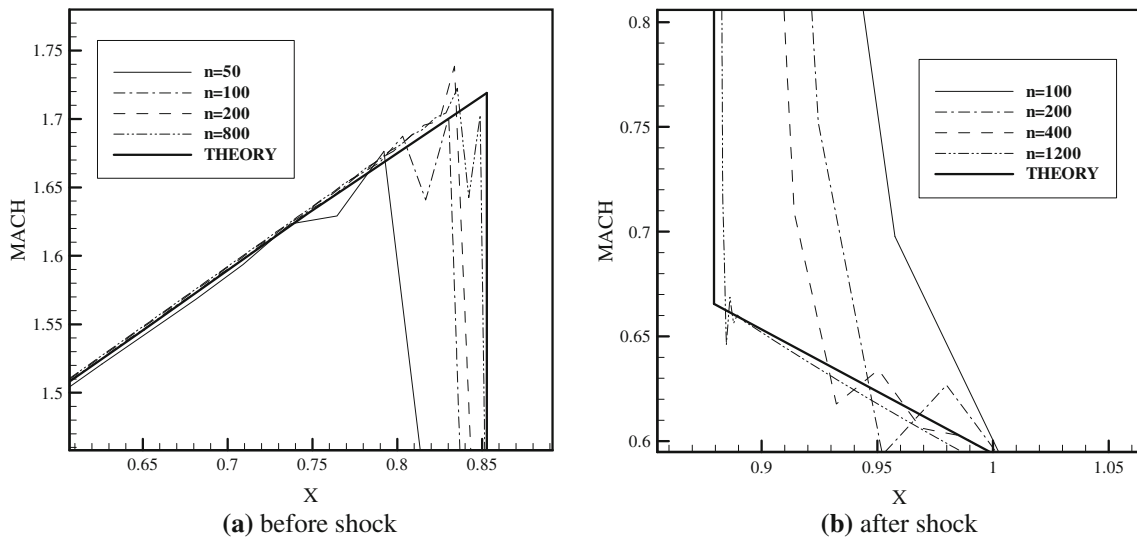 MACH
1.75
1.7
1.65
1.6
1.55
1.5
n=50
n=100
n=200
n=800
THEORY
0.65
0.7
0.75
0.8
0.85
X
(a) before shock
MACH
0.8
0.75
0.7
0.65
0.6
n=100
n=200
n=400
n=1200
THEORY
0.9
0.95
1
1.05
X
(b) after shock